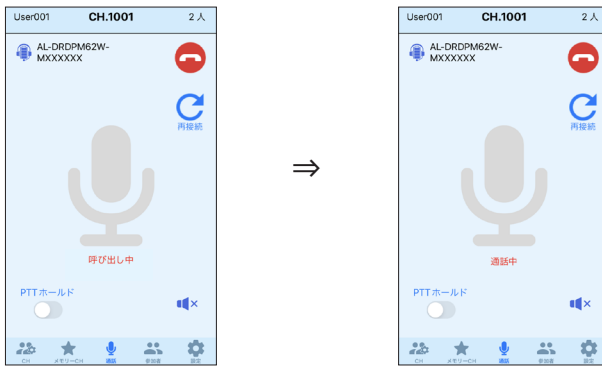 User001 CH.1001 2人
AL-DRDPM62W-
MXXXXXX
再接続
呼び出し中
PTTホールド
CH メモリーCH 通話 参加者 設定
⇒
User001 CH.1001 2人
AL-DRDPM62W-
MXXXXXX
再接続
通話中
PTTホールド
CH メモリーCH 通話 参加者 設定